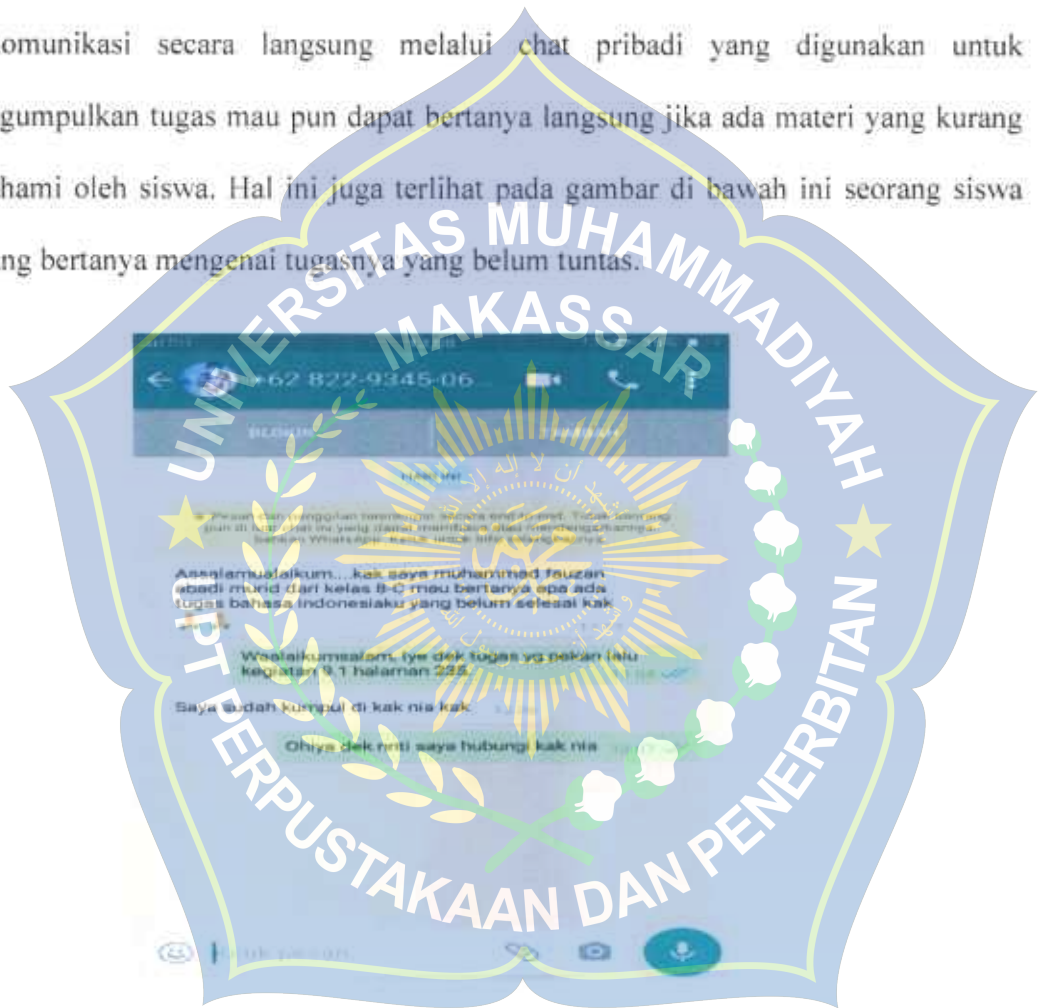 omunikasi secara langsung melalui chat pribadi yang digunakan untuk
gumpulkan tugas mau pun dapat bertanya langsung jika ada materi yang kurang
hami oleh siswa. Hal ini juga terlihat pada gambar di bawah ini seorang siswa
ng bertanya mengenai tugasnya yang belum tuntas.
UNIVERSITAS MUHAMMADIYAH
MAKASSAR
+62 822-9345-06...
HARI INI
Assalamualaikum....kak saya muhammad fauzan
abadi murid dari kelas 8-C mau bertanya apa ada
tugas bahasa indonesiaku yang belum selesai kak
Waalaikumsalam, iye dek tugas yg pekan lalu
kegiatan 9.1 halaman 235.
Saya sudah kumpul di kak nia kak
Ohiya dek nnti saya hubungi kak nia
UPT PERPUSTAKAAN DAN PENERBITAN